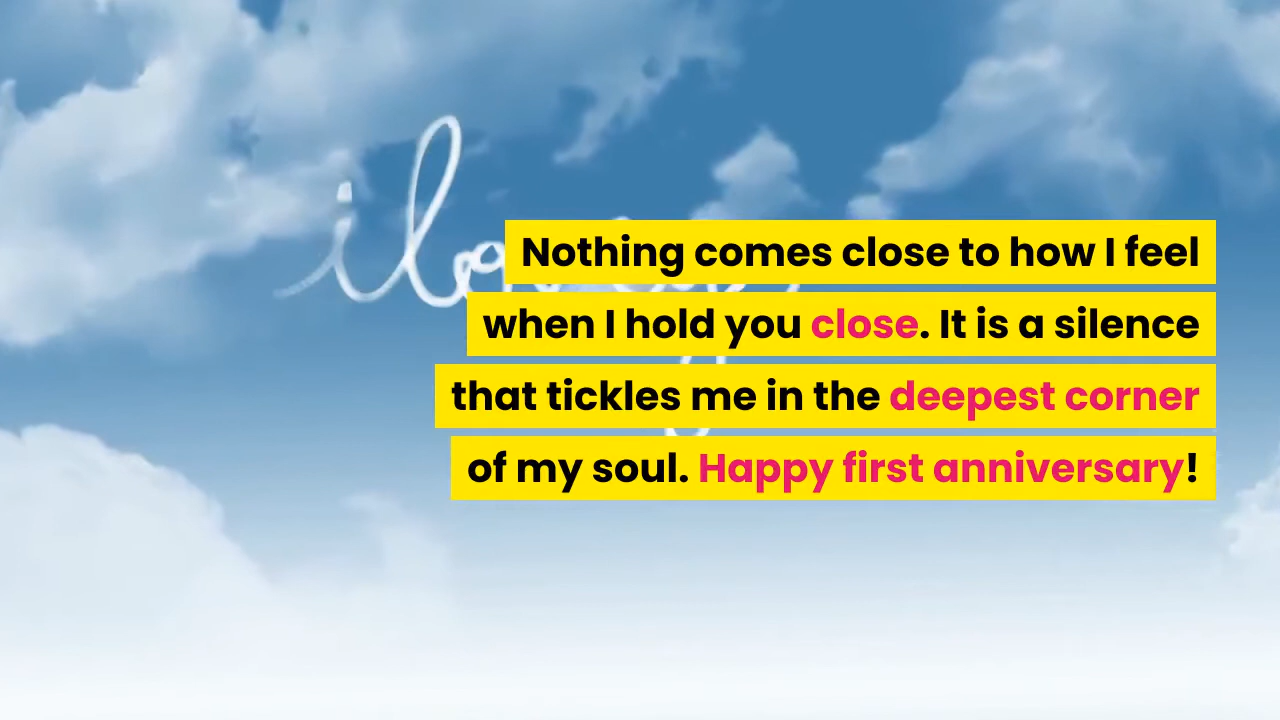 ilo
Nothing comes close to how I feel
when I hold you close. It is a silence
that tickles me in the deepest corner
of my soul. Happy first anniversary!